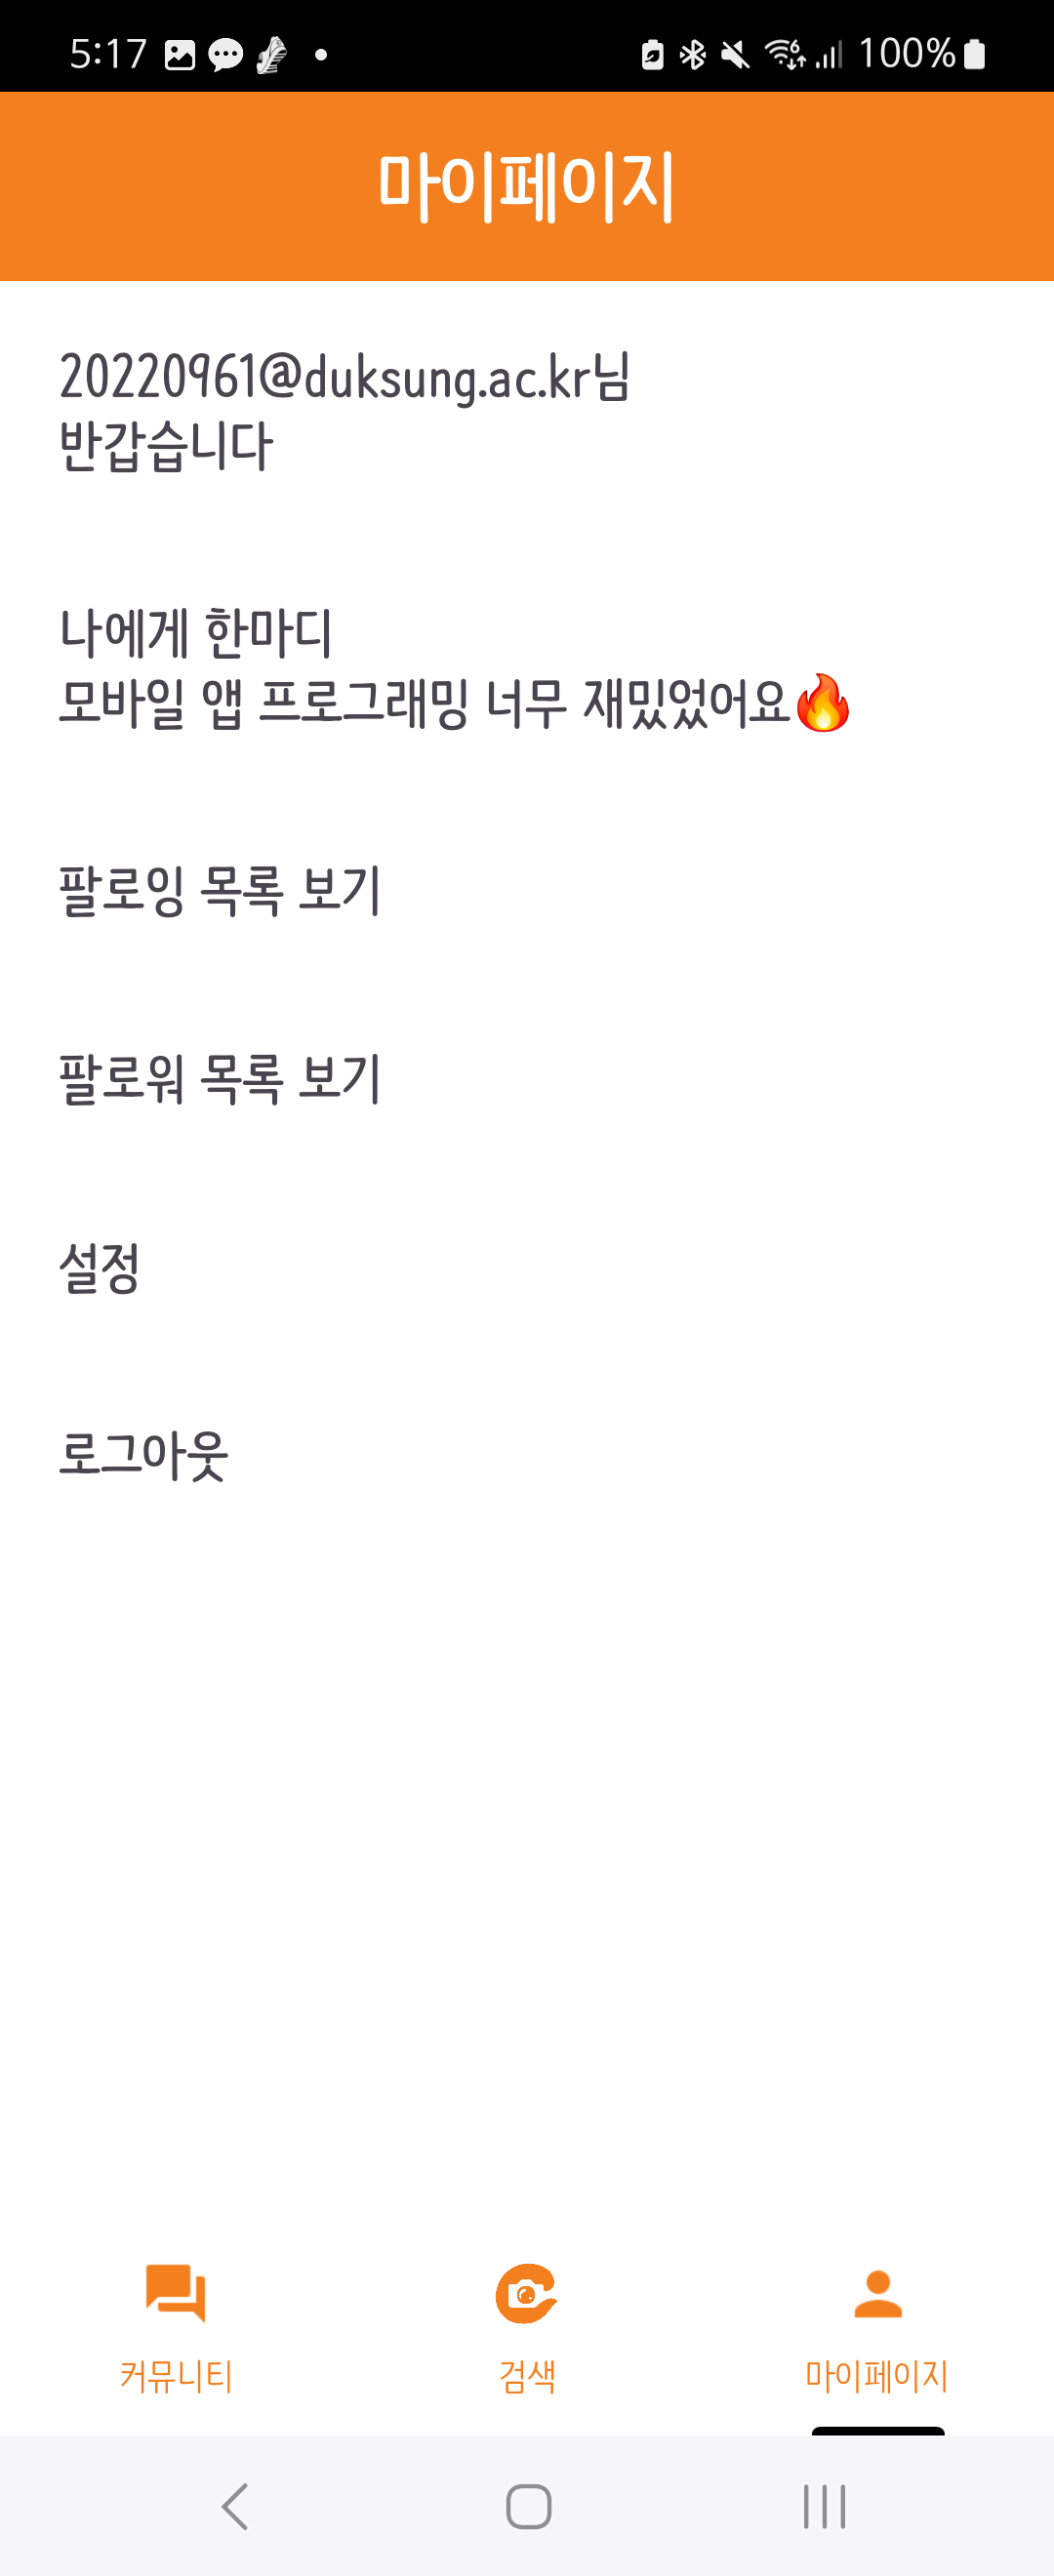 5:17
100%
마이페이지
20220961@duksung.ac.kr님
반갑습니다
나에게 한마디
모바일 앱 프로그래밍 너무 재밌었어요🔥
팔로잉 목록 보기
팔로워 목록 보기
설정
로그아웃
커뮤니티
검색
마이페이지